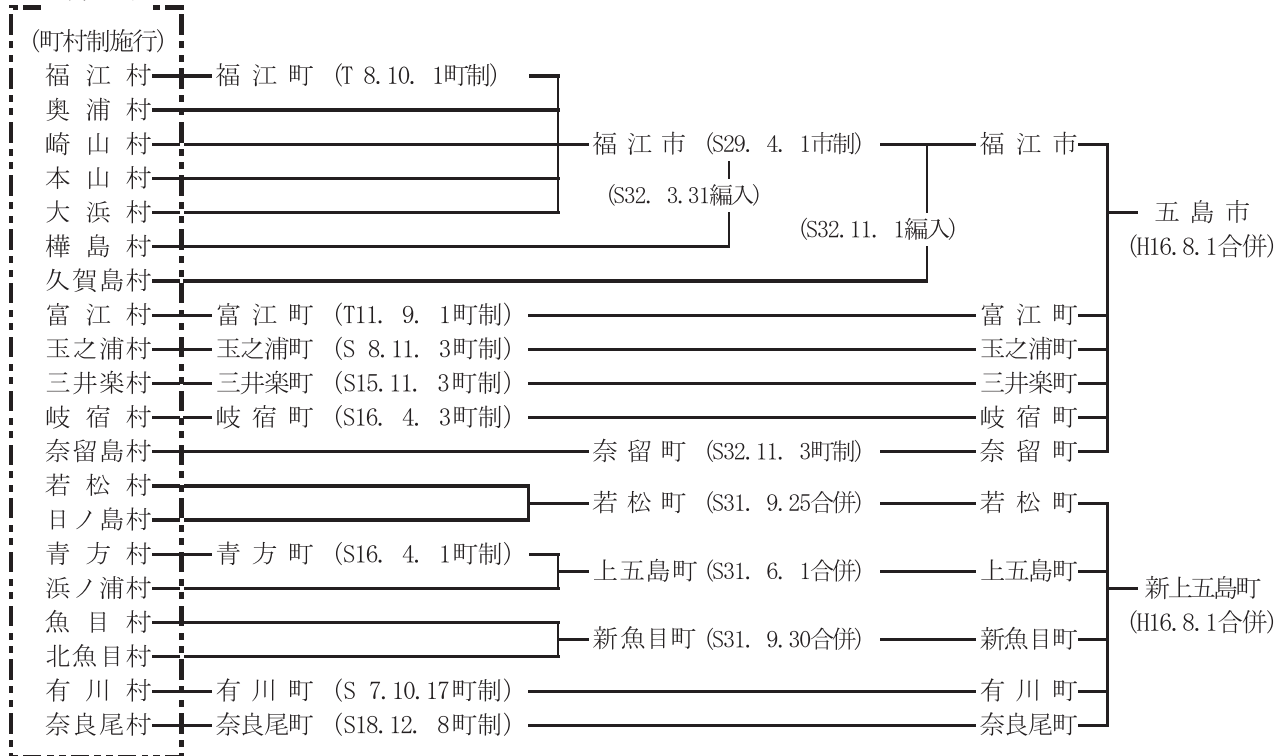 (町村制施行)
福江村 福江町 (T 8.10. 1町制)
奥浦村
崎山村 福江市 (S29. 4. 1市制) 福江市
本山村
(S32. 3.31編入)
大浜村 五島市
(S32.11. 1編入)
樺島村 (H16.8.1合併)
久賀島村
富江村 富江町 (T11. 9. 1町制) 富江町
玉之浦村 玉之浦町 (S 8.11. 3町制) 玉之浦町
三井楽村 三井楽町 (S15.11. 3町制) 三井楽町
岐宿村 岐宿町 (S16. 4. 3町制) 岐宿町
奈留島村 奈留町 (S32.11. 3町制) 奈留町
若松村
若松町 (S31. 9.25合併) 若松町
日ノ島村
青方村 青方町 (S16. 4. 1町制)
上五島町 (S31. 6. 1合併) 上五島町
浜ノ浦村 新上五島町
魚目村 (H16.8.1合併)
新魚目町 (S31. 9.30合併) 新魚目町
北魚目村
有川村 有川町 (S 7.10.17町制) 有川町
奈良尾村 奈良尾町 (S18.12. 8町制) 奈良尾町